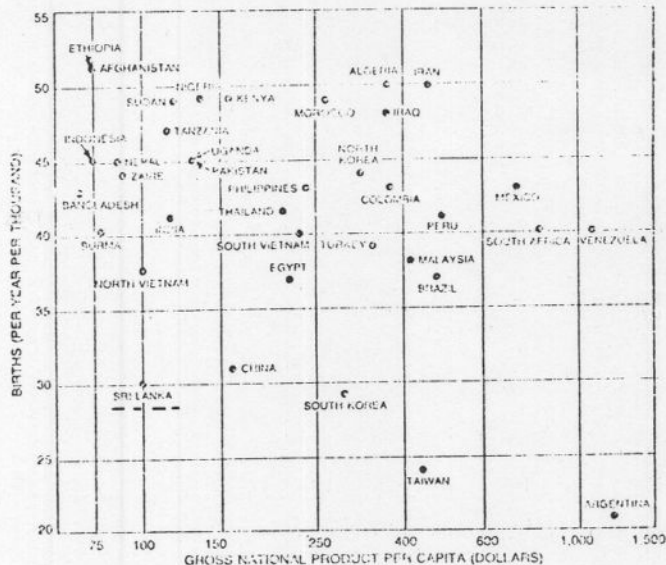 55
ETHIOPIA
AFGHANISTAN
ALGERIA IRAN
50
NIGERIA
SUDAN KENYA
MOROCCO IRAQ
TANZANIA
INDONESIA UGANDA
NORTH
KOREA
45
NEPAL PAKISTAN
ZAIRE
PHILIPPINES COLOMBIA MEXICO
BANGLADESH THAILAND
INDIA PERU
40
BURMA SOUTH VIETNAM TURKEY SOUTH AFRICA VENEZUELA
MALAYSIA
NORTH VIETNAM EGYPT BRAZIL
35
BIRTHS (PER YEAR PER THOUSAND)
CHINA
30
SRI LANKA
SOUTH KOREA
25
TAIWAN
ARGENTINA
20
75 100 150 250 400 600 1,000 1,500
GROSS NATIONAL PRODUCT PER CAPITA (DOLLARS)